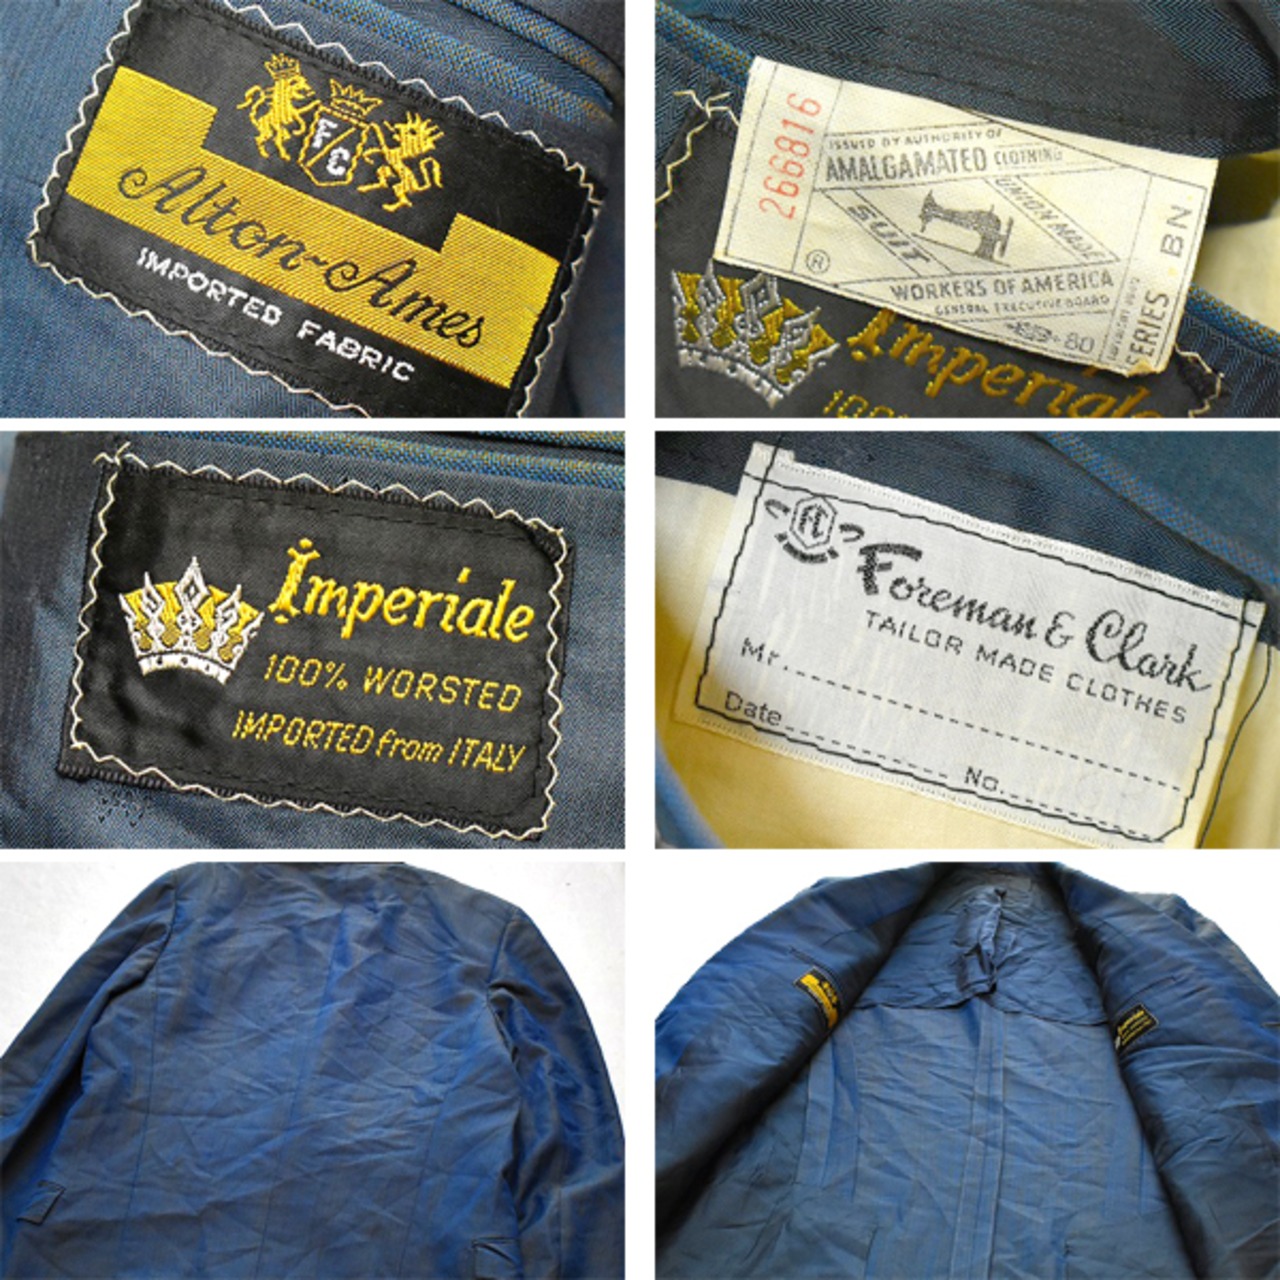 FC
Alton-Ames
IMPORTED FABRIC
266816
ISSUED BY AUTHORITY OF
AMALGAMATED CLOTHING
SUIT
UNION MADE
WORKERS OF AMERICA
GENERAL EXECUTIVE BOARD
80
SERIES BN
®
Imperiale
Imperiale
100% WORSTED
IMPORTED from ITALY
FC
Foreman & Clark
TAILOR MADE CLOTHES
Mr.
Date
No.
Imperiale